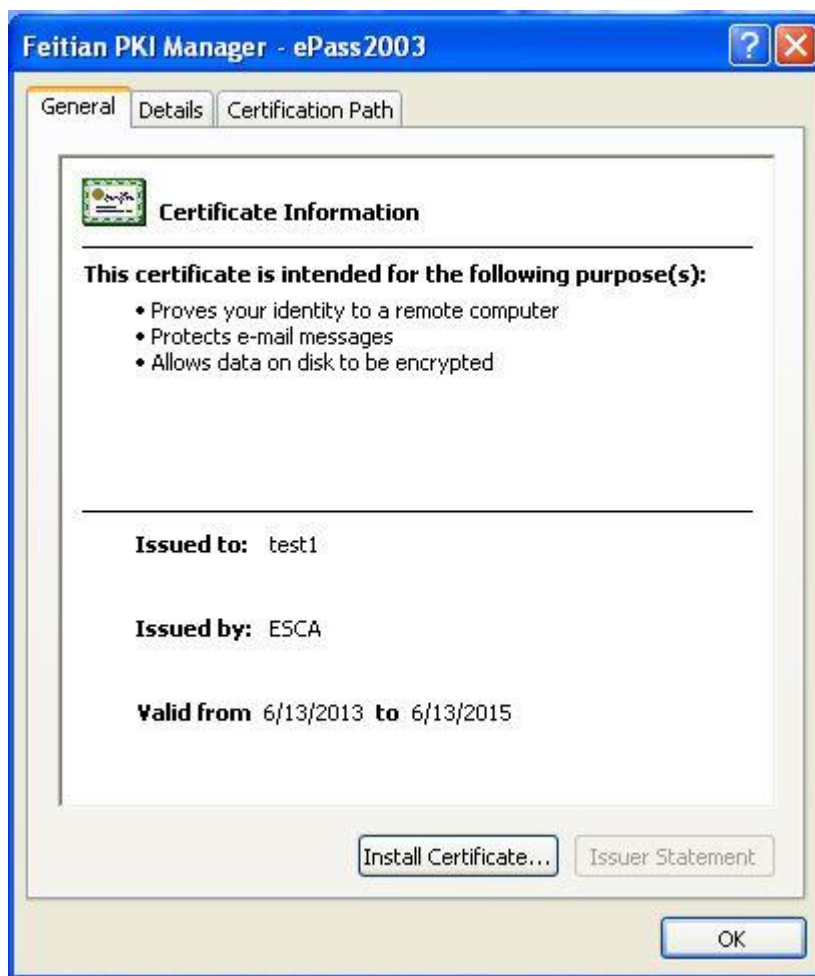 Feitian PKI Manager - ePass2003
General Details Certification Path
Certificate Information
This certificate is intended for the following purpose(s):
• Proves your identity to a remote computer
• Protects e-mail messages
• Allows data on disk to be encrypted
Issued to: test1
Issued by: ESCA
Valid from 6/13/2013 to 6/13/2015
Install Certificate... Issuer Statement
OK